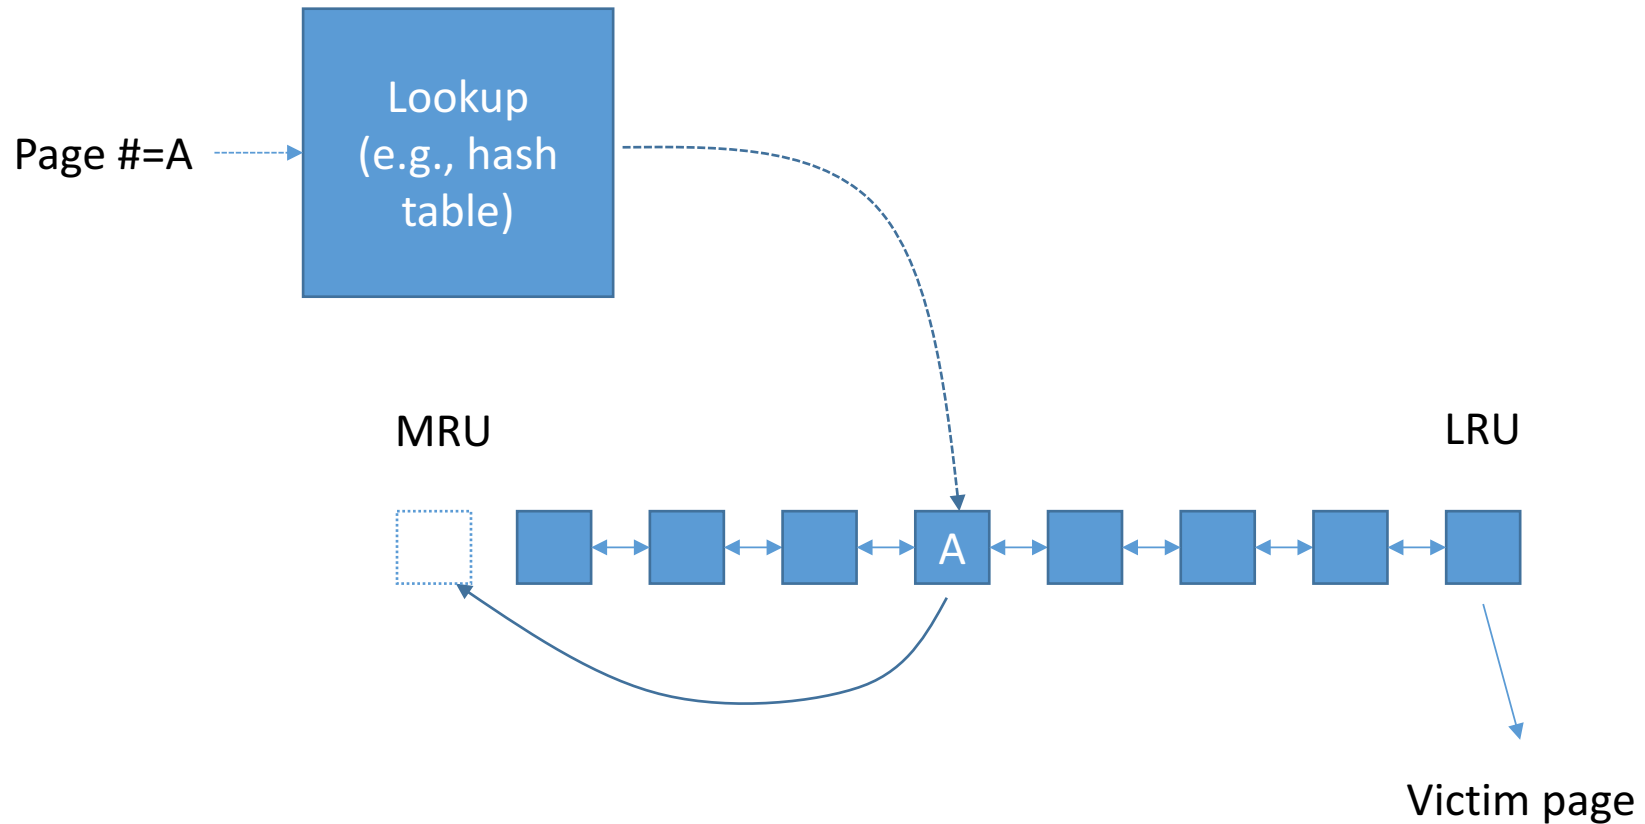 Lookup
(e.g., hash
table)
Page #=A
MRU
LRU
A
Victim page